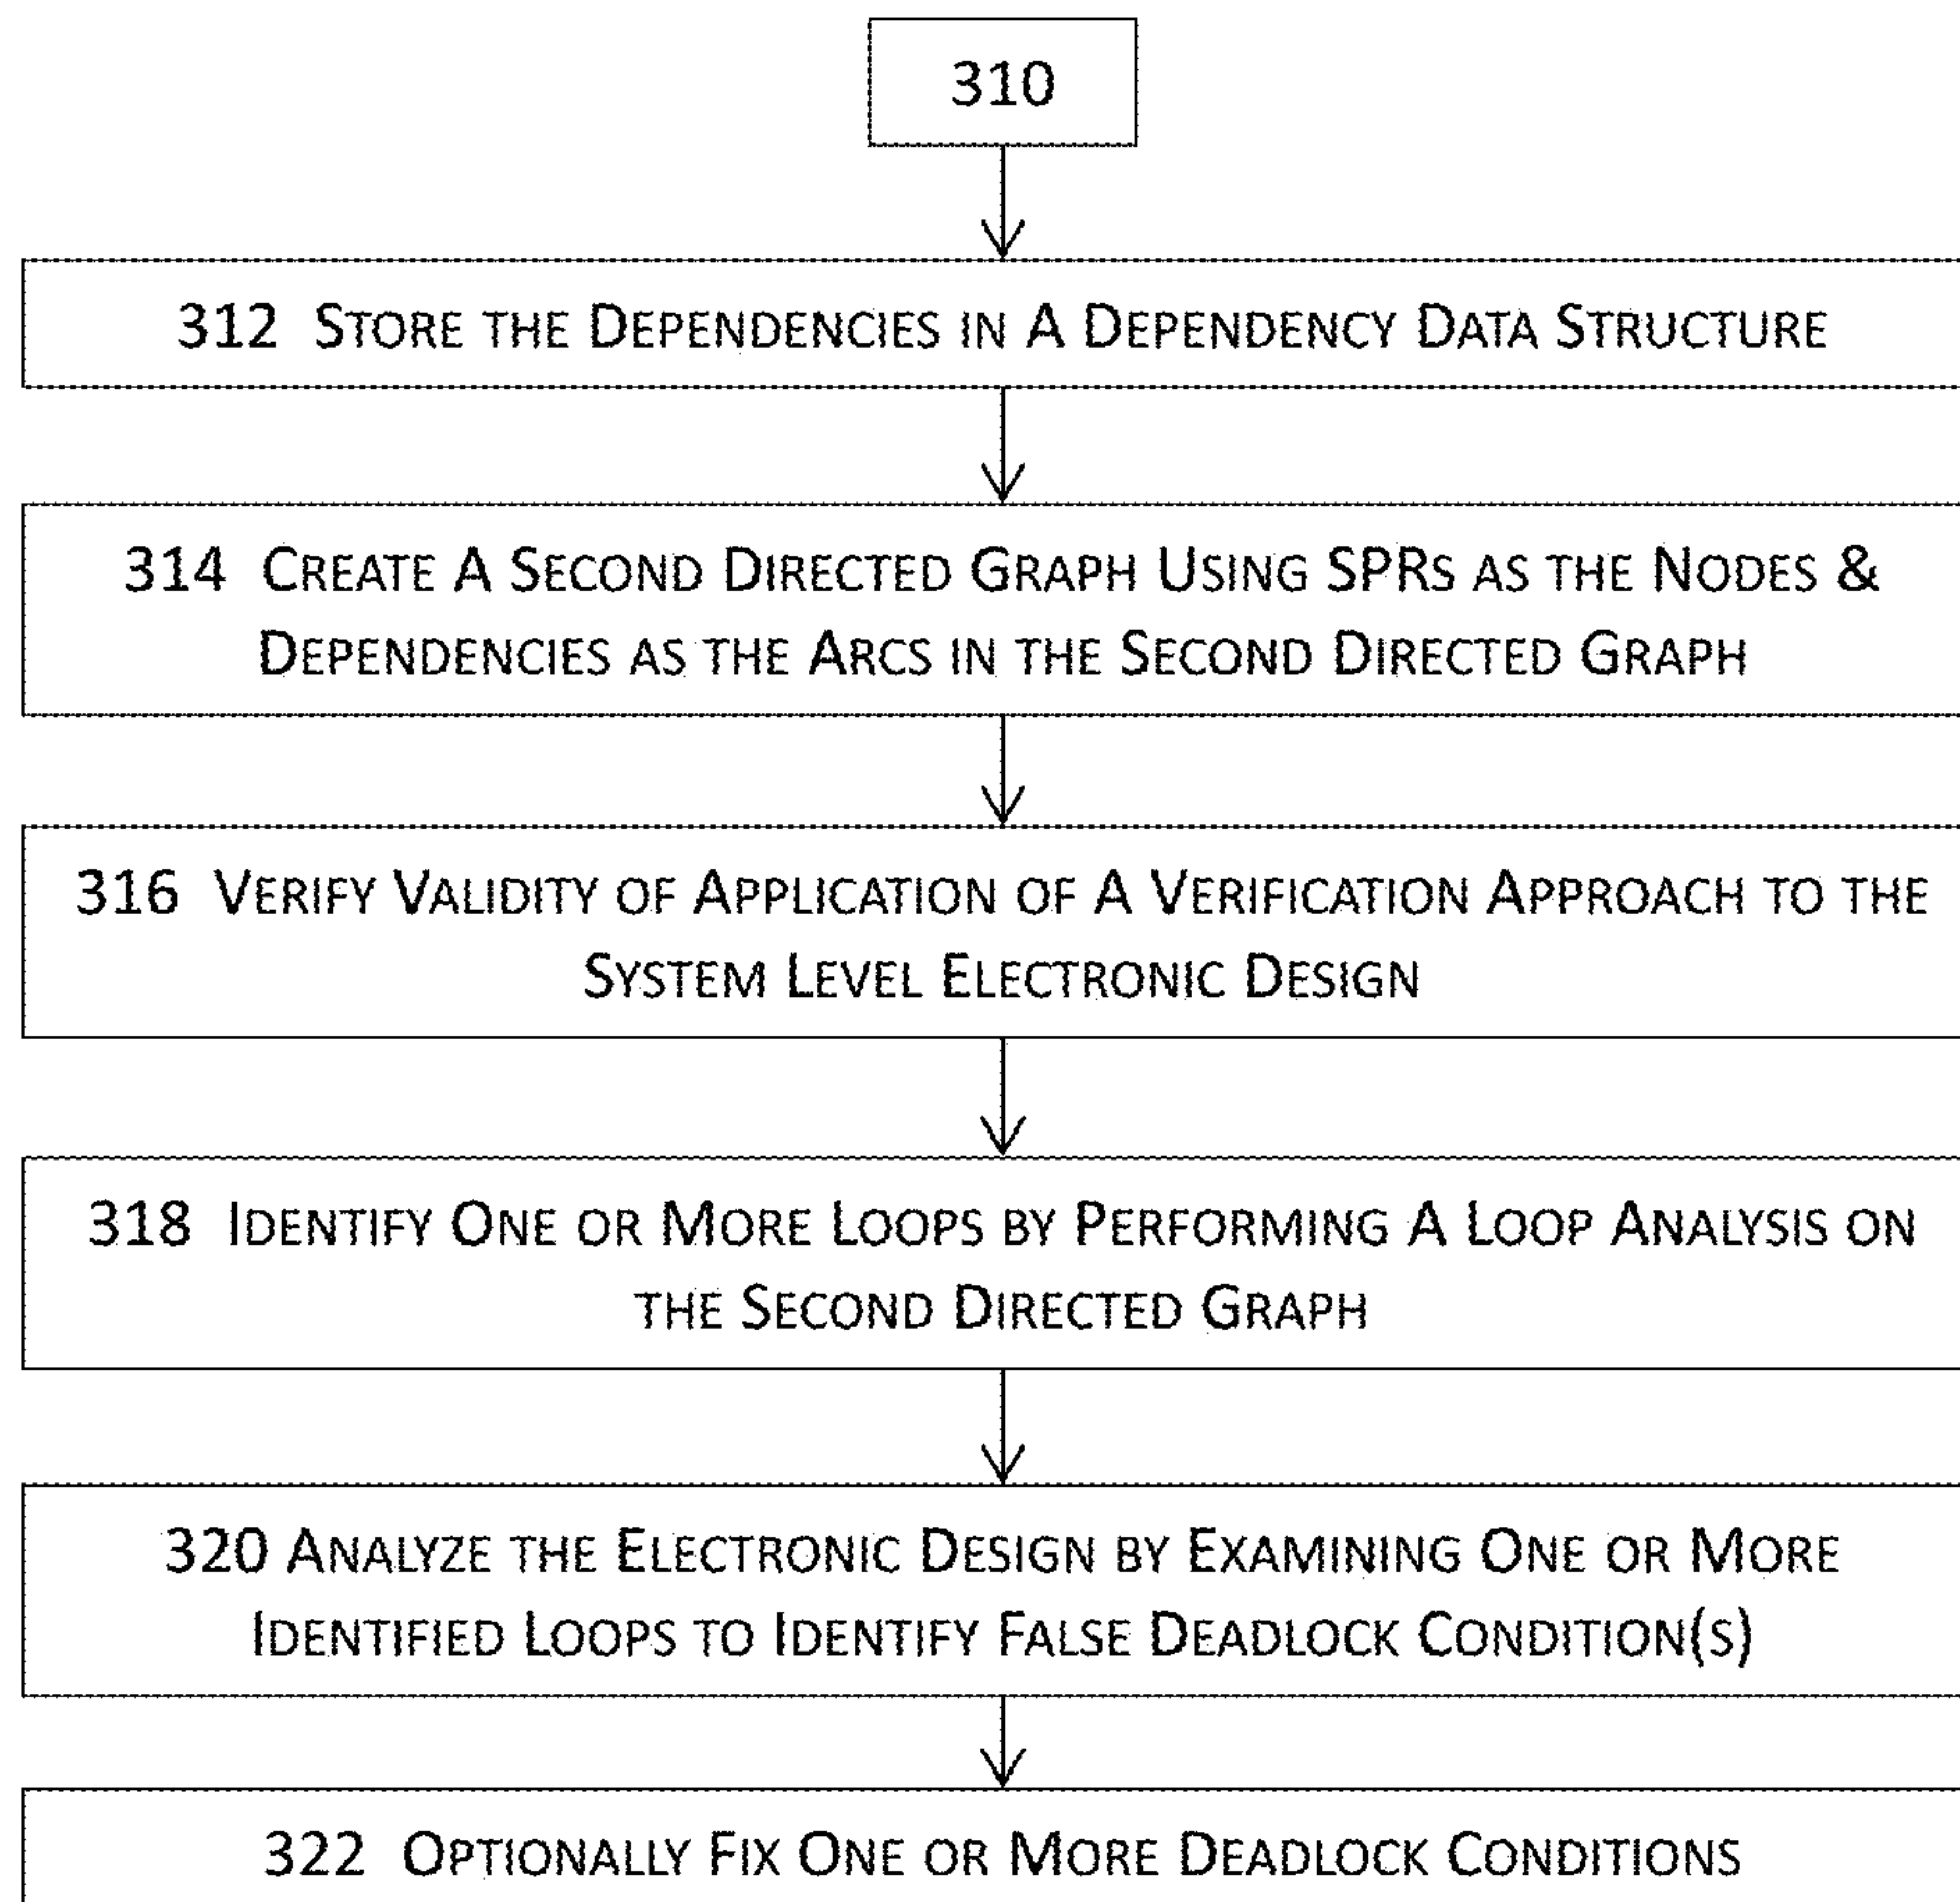 310
312 Store the Dependencies in A Dependency Data Structure
314 Create A Second Directed Graph Using SPRs as the Nodes &
Dependencies as the Arcs in the Second Directed Graph
316 Verify Validity of Application of A Verification Approach to the
System Level Electronic Design
318 Identify One or More Loops by Performing A Loop Analysis on
the Second Directed Graph
320 Analyze the Electronic Design by Examining One or More
Identified Loops to Identify False Deadlock Condition(s)
322 Optionally Fix One or More Deadlock Conditions